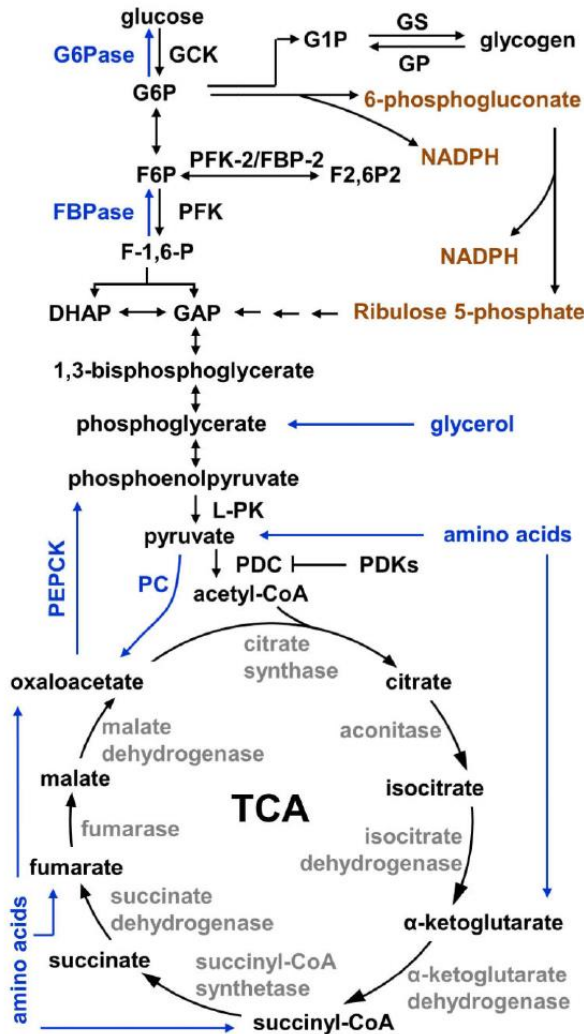 glucose
G6Pase
GCK
G1P
GS
GP
glycogen
G6P
6-phosphogluconate
NADPH
PFK-2/FBP-2
F6P
F2,6P2
FBPase
PFK
F-1,6-P
NADPH
DHAP
GAP
Ribulose 5-phosphate
1,3-bisphosphoglycerate
phosphoglycerate
glycerol
phosphoenolpyruvate
L-PK
pyruvate
amino acids
PEPCK
PC
PDC
PDKs
acetyl-CoA
citrate
synthase
oxaloacetate
citrate
malate
dehydrogenase
aconitase
malate
isocitrate
TCA
fumarase
isocitrate
dehydrogenase
fumarate
succinate
dehydrogenase
α-ketoglutarate
amino acids
succinate
succinyl-CoA
synthetase
α-ketoglutarate
dehydrogenase
succinyl-CoA